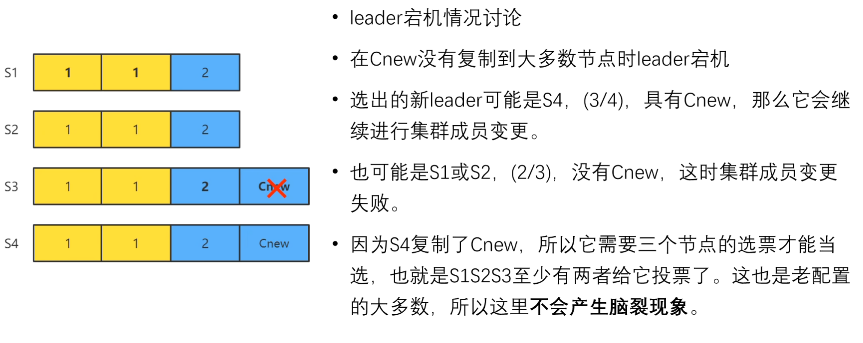 S1 1 1 2
S2 1 1 2
S3 1 1 2 Cnew
S4 1 1 2 Cnew
• leader宕机情况讨论
• 在Cnew没有复制到大多数节点时leader宕机
• 选出的新leader可能是S4，(3/4)，具有Cnew，那么它会继
续进行集群成员变更。
• 也可能是S1或S2，(2/3)，没有Cnew，这时集群成员变更
失败。
• 因为S4复制了Cnew，所以它需要三个节点的选票才能当
选，也就是S1S2S3至少有两者给它投票了。这也是老配置
的大多数，所以这里不会产生脑裂现象。